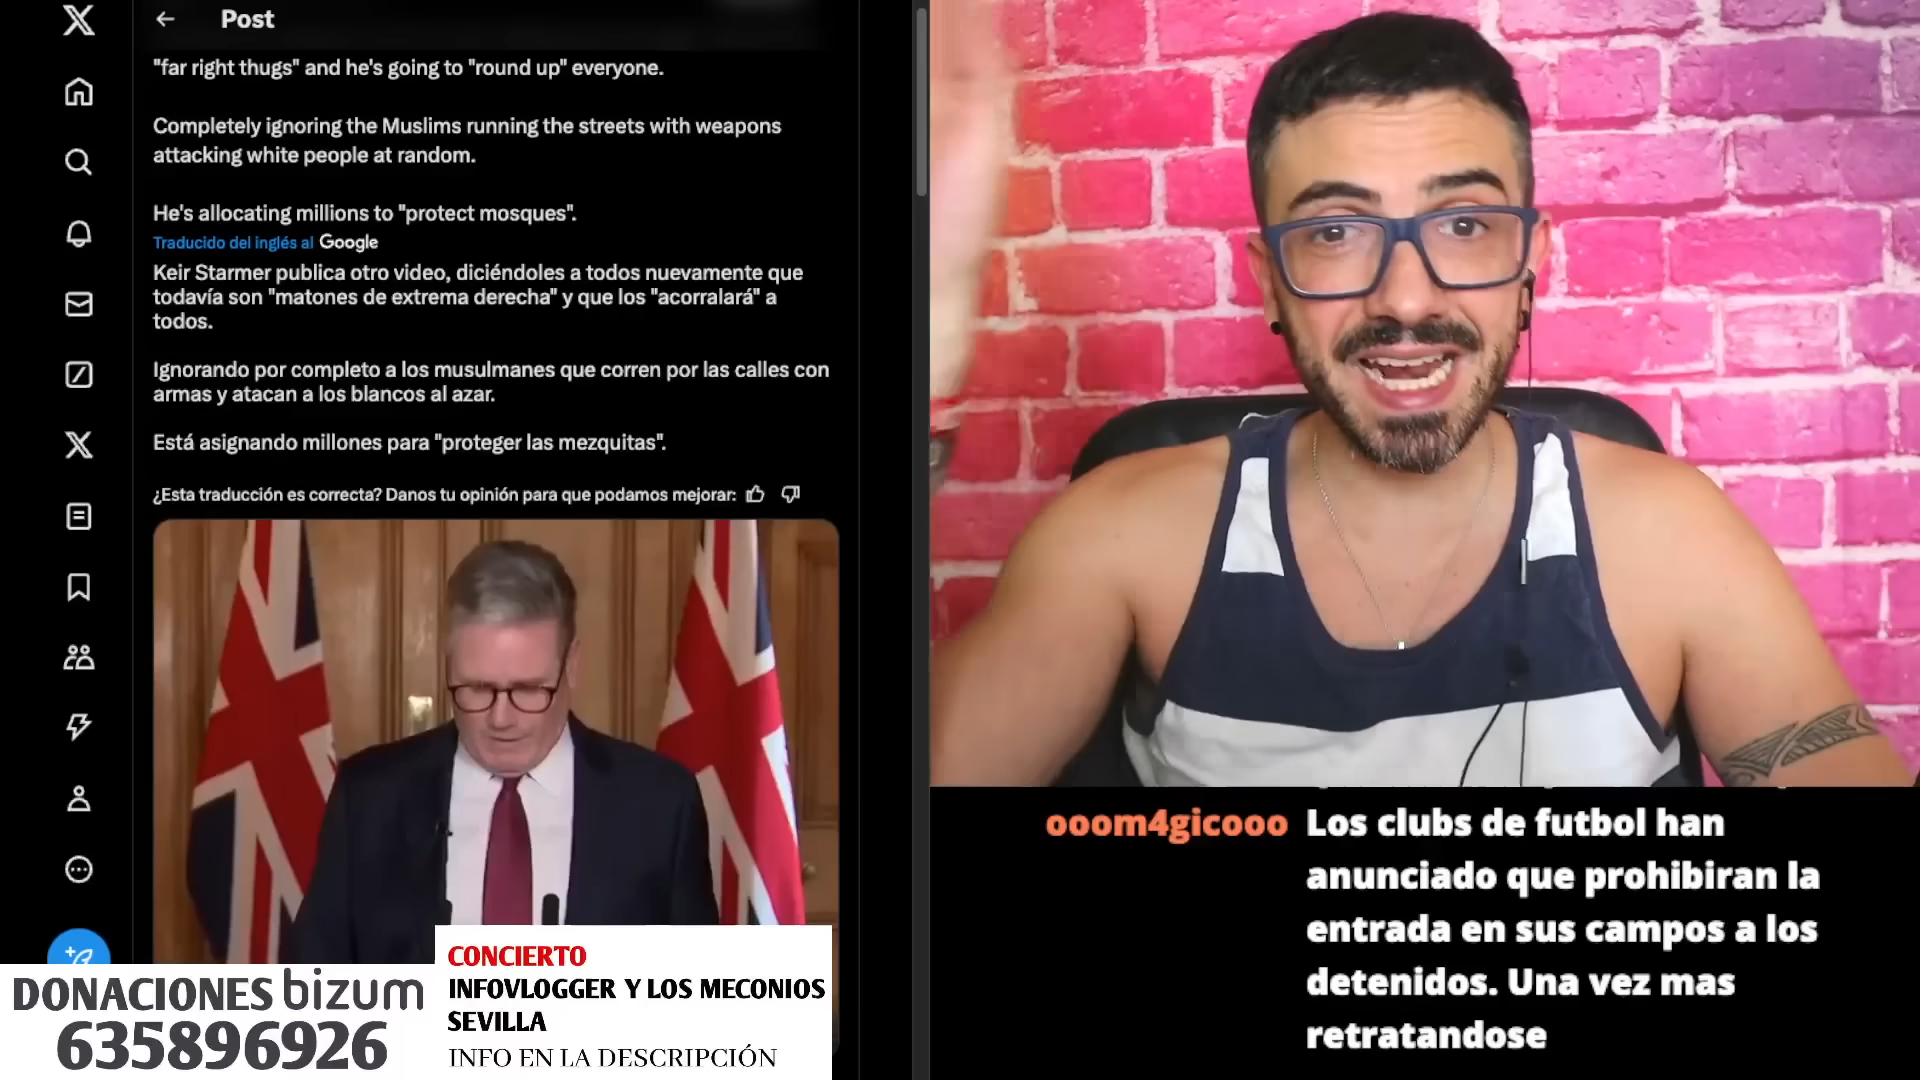 Post
"far right thugs" and he's going to "round up" everyone.
Completely ignoring the Muslims running the streets with weapons
attacking white people at random.
He's allocating millions to "protect mosques".
Traducido del inglés al Google
Keir Starmer publica otro video, diciéndoles a todos nuevamente que
todavía son "matones de extrema derecha" y que los "acorralará" a
todos.
Ignorando por completo a los musulmanes que corren por las calles con
armas y atacan a los blancos al azar.
Está asignando millones para "proteger las mezquitas".
¿Esta traducción es correcta? Danos tu opinión para que podamos mejorar:
DONACIONES bizum
635896926
CONCIERTO
INFOVLOGGER Y LOS MECONIOS
SEVILLA
INFO EN LA DESCRIPCIÓN
ooom4gicooo Los clubs de futbol han
anunciado que prohibiran la
entrada en sus campos a los
detenidos. Una vez mas
retratandose